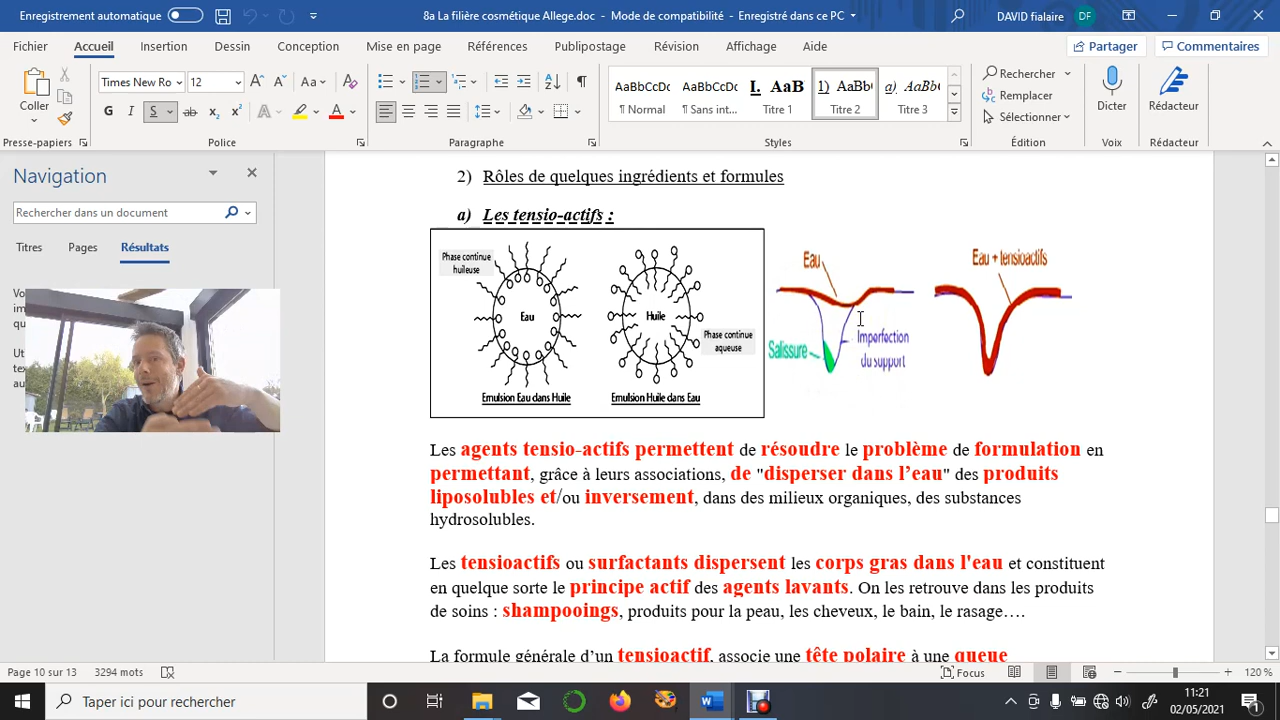 Enregistrement automatique
8a La filière cosmétique Allege.doc - Mode de compatibilité - Enregistré dans ce PC
DAVID fialaire
DF
Fichier
Accueil
Insertion
Dessin
Conception
Mise en page
Références
Publipostage
Révision
Affichage
Aide
Partager
Commentaires
Coller
Times New Ro
12
G
I
S
ab
Aa
AaBbCcDc
AaBbCcDc
I. AaB
1) AaBb(
a) AaBb(
¶ Normal
¶ Sans int...
Titre 1
¶ Titre 2
Titre 3
Rechercher
Remplacer
Sélectionner
Dicter
Rédacteur
Presse-papiers
Police
Paragraphe
Styles
Édition
Rédacteur
Navigation
Rechercher dans un document
Titres
Pages
Résultats
2) Rôles de quelques ingrédients et formules
a) Les tensio-actifs :
Phase continue
huileuse
Eau
Emulsion Eau dans Huile
Huile
Phase continue
aqueuse
Emulsion Huile dans Eau
Eau
Salissure
Imperfection
du support
Eau + tensioactifs
Les agents tensio-actifs permettent de résoudre le problème de formulation en
permettant, grâce à leurs associations, de "disperser dans l’eau" des produits
liposolubles et/ou inversement, dans des milieux organiques, des substances
hydrosolubles.
Les tensioactifs ou surfactants dispersent les corps gras dans l'eau et constituent
en quelque sorte le principe actif des agents lavants. On les retrouve dans les produits
de soins : shampooings, produits pour la peau, les cheveux, le bain, le rasage….
La formule générale d’un tensioactif, associe une tête polaire à une queue
Page 10 sur 13
3294 mots
Focus
120 %
Taper ici pour rechercher
11:21
02/05/2021